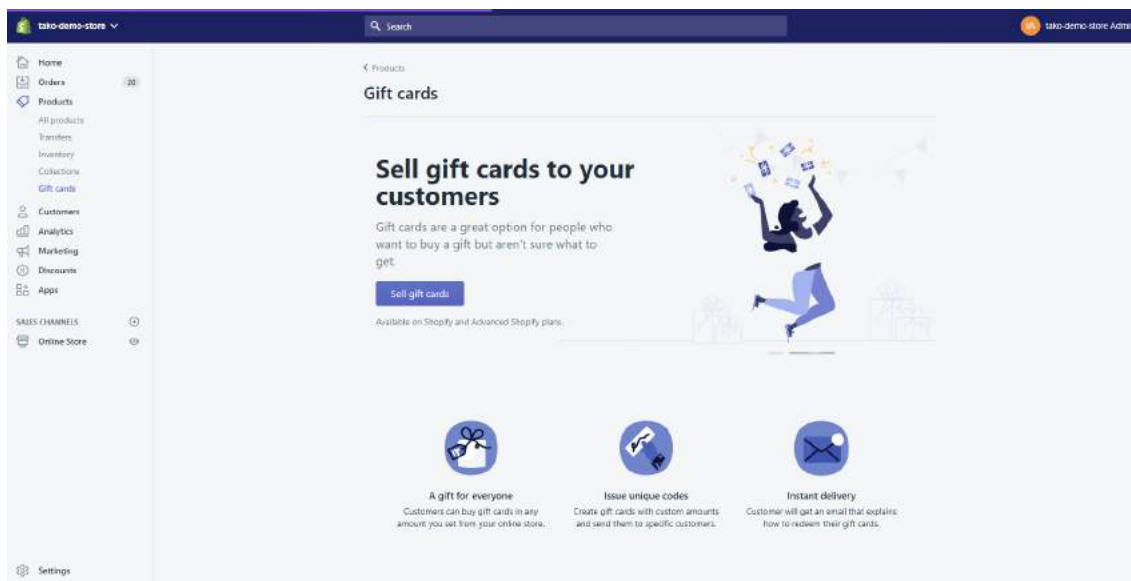 tako-demo-store
Search
tako-demo-store Admi
Home
Orders 20
Products
All products
Transfers
Inventory
Collections
Gift cards
Customers
Analytics
Marketing
Discounts
Apps
SALES CHANNELS
Online Store
Settings
Products
Gift cards
Sell gift cards to your
customers
Gift cards are a great option for people who
want to buy a gift but aren't sure what to
get.
Sell gift cards
Available on Shopify and Advanced Shopify plans.
A gift for everyone
Customers can buy gift cards in any
amount you set from your online store.
Issue unique codes
Create gift cards with custom amounts
and send them to specific customers.
Instant delivery
Customer will get an email that explains
how to redeem their gift cards.